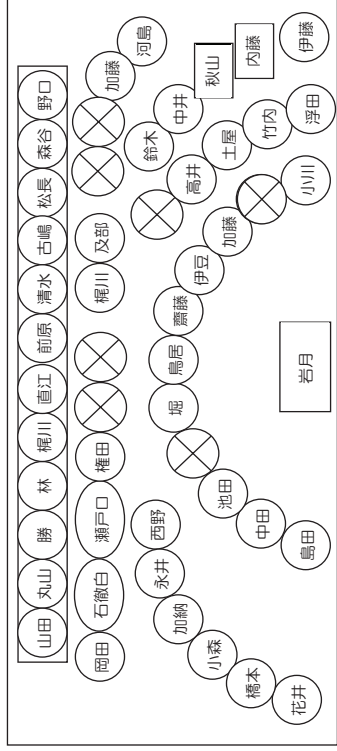 山田
丸山
勝
林
梶川
直江
前原
清水
古嶋
松長
森谷
野口
岡田
石徹白
瀬戸口
権田
梶川
及部
加藤
河島
花井
橋本
小森
加納
永井
西野
高井
鈴木
中井
秋山
内藤
伊藤
島田
中田
池田
堀
鳥居
齋藤
伊豆
加藤
土屋
竹内
浮田
小川
岩月